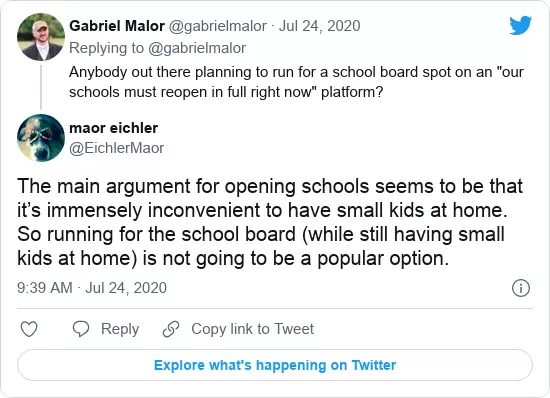 Gabriel Malor @gabrielmalor · Jul 24, 2020
Replying to @gabrielmalor
Anybody out there planning to run for a school board spot on an "our
schools must reopen in full right now" platform?
maor eichler
@EichlerMaor
The main argument for opening schools seems to be that
it’s immensely inconvenient to have small kids at home.
So running for the school board (while still having small
kids at home) is not going to be a popular option.
9:39 AM · Jul 24, 2020
Reply Copy link to Tweet
Explore what's happening on Twitter